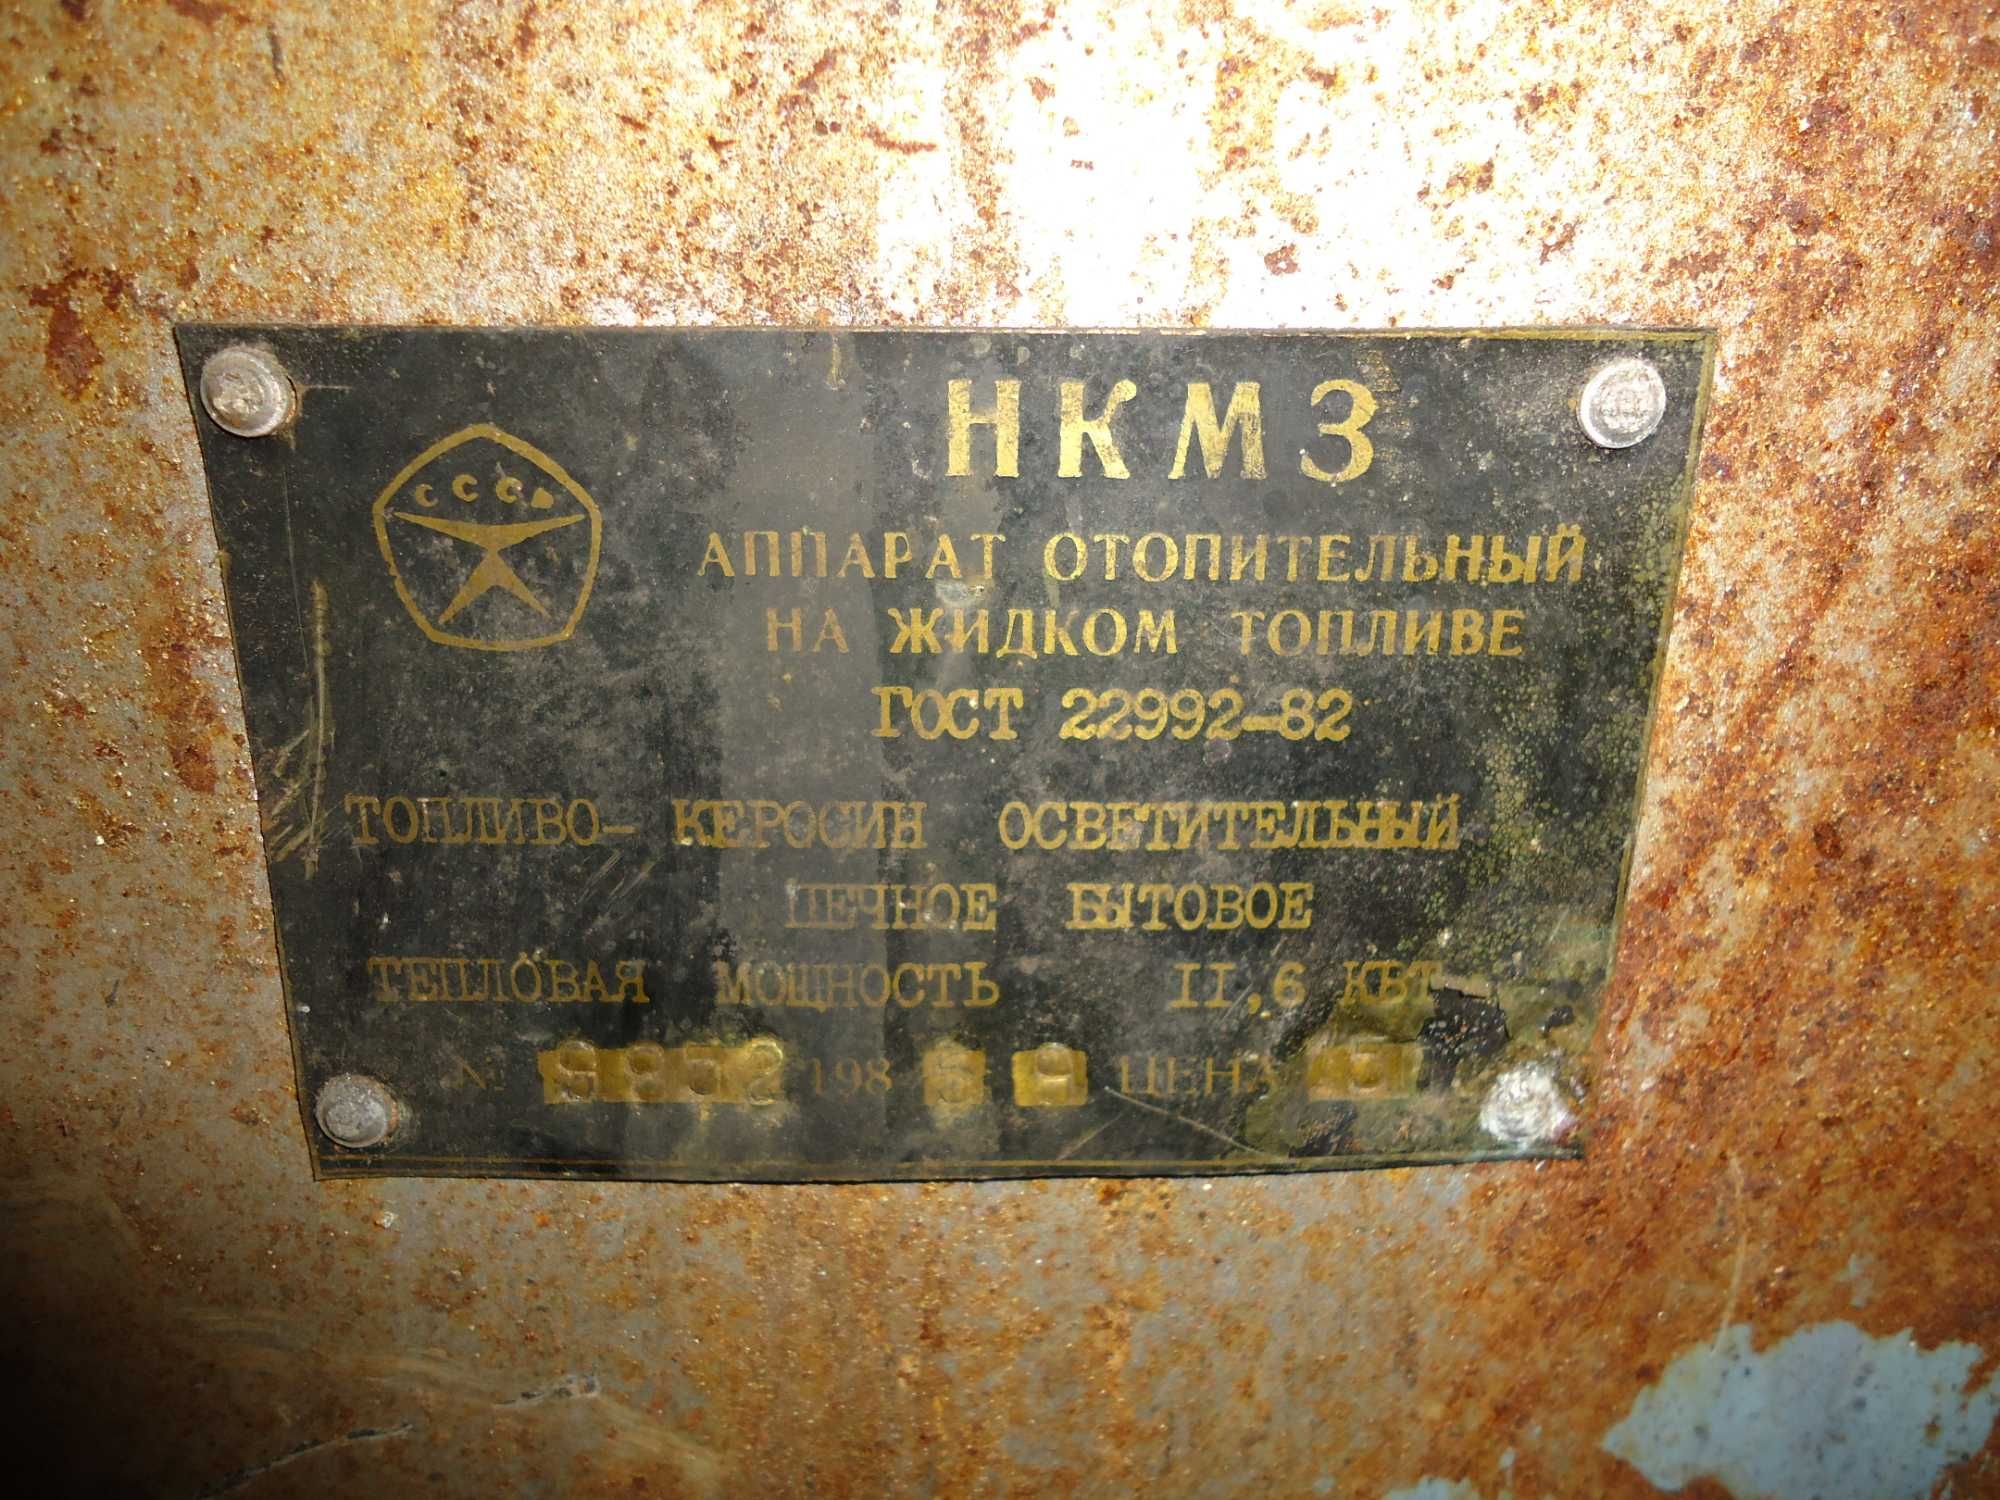 НКМЗ
СССР
АППАРАТ ОТОПИТЕЛЬНЫЙ
НА ЖИДКОМ ТОПЛИВЕ
ГОСТ 22992-82
ТОПЛИВО- КЕРОСИН ОСВЕТИТЕЛЬНЫЙ
ПЕЧНОЕ БЫТОВОЕ
ТЕПЛОВАЯ МОЩНОСТЬ II,6 КВТ
№ 198 ЦЕНА